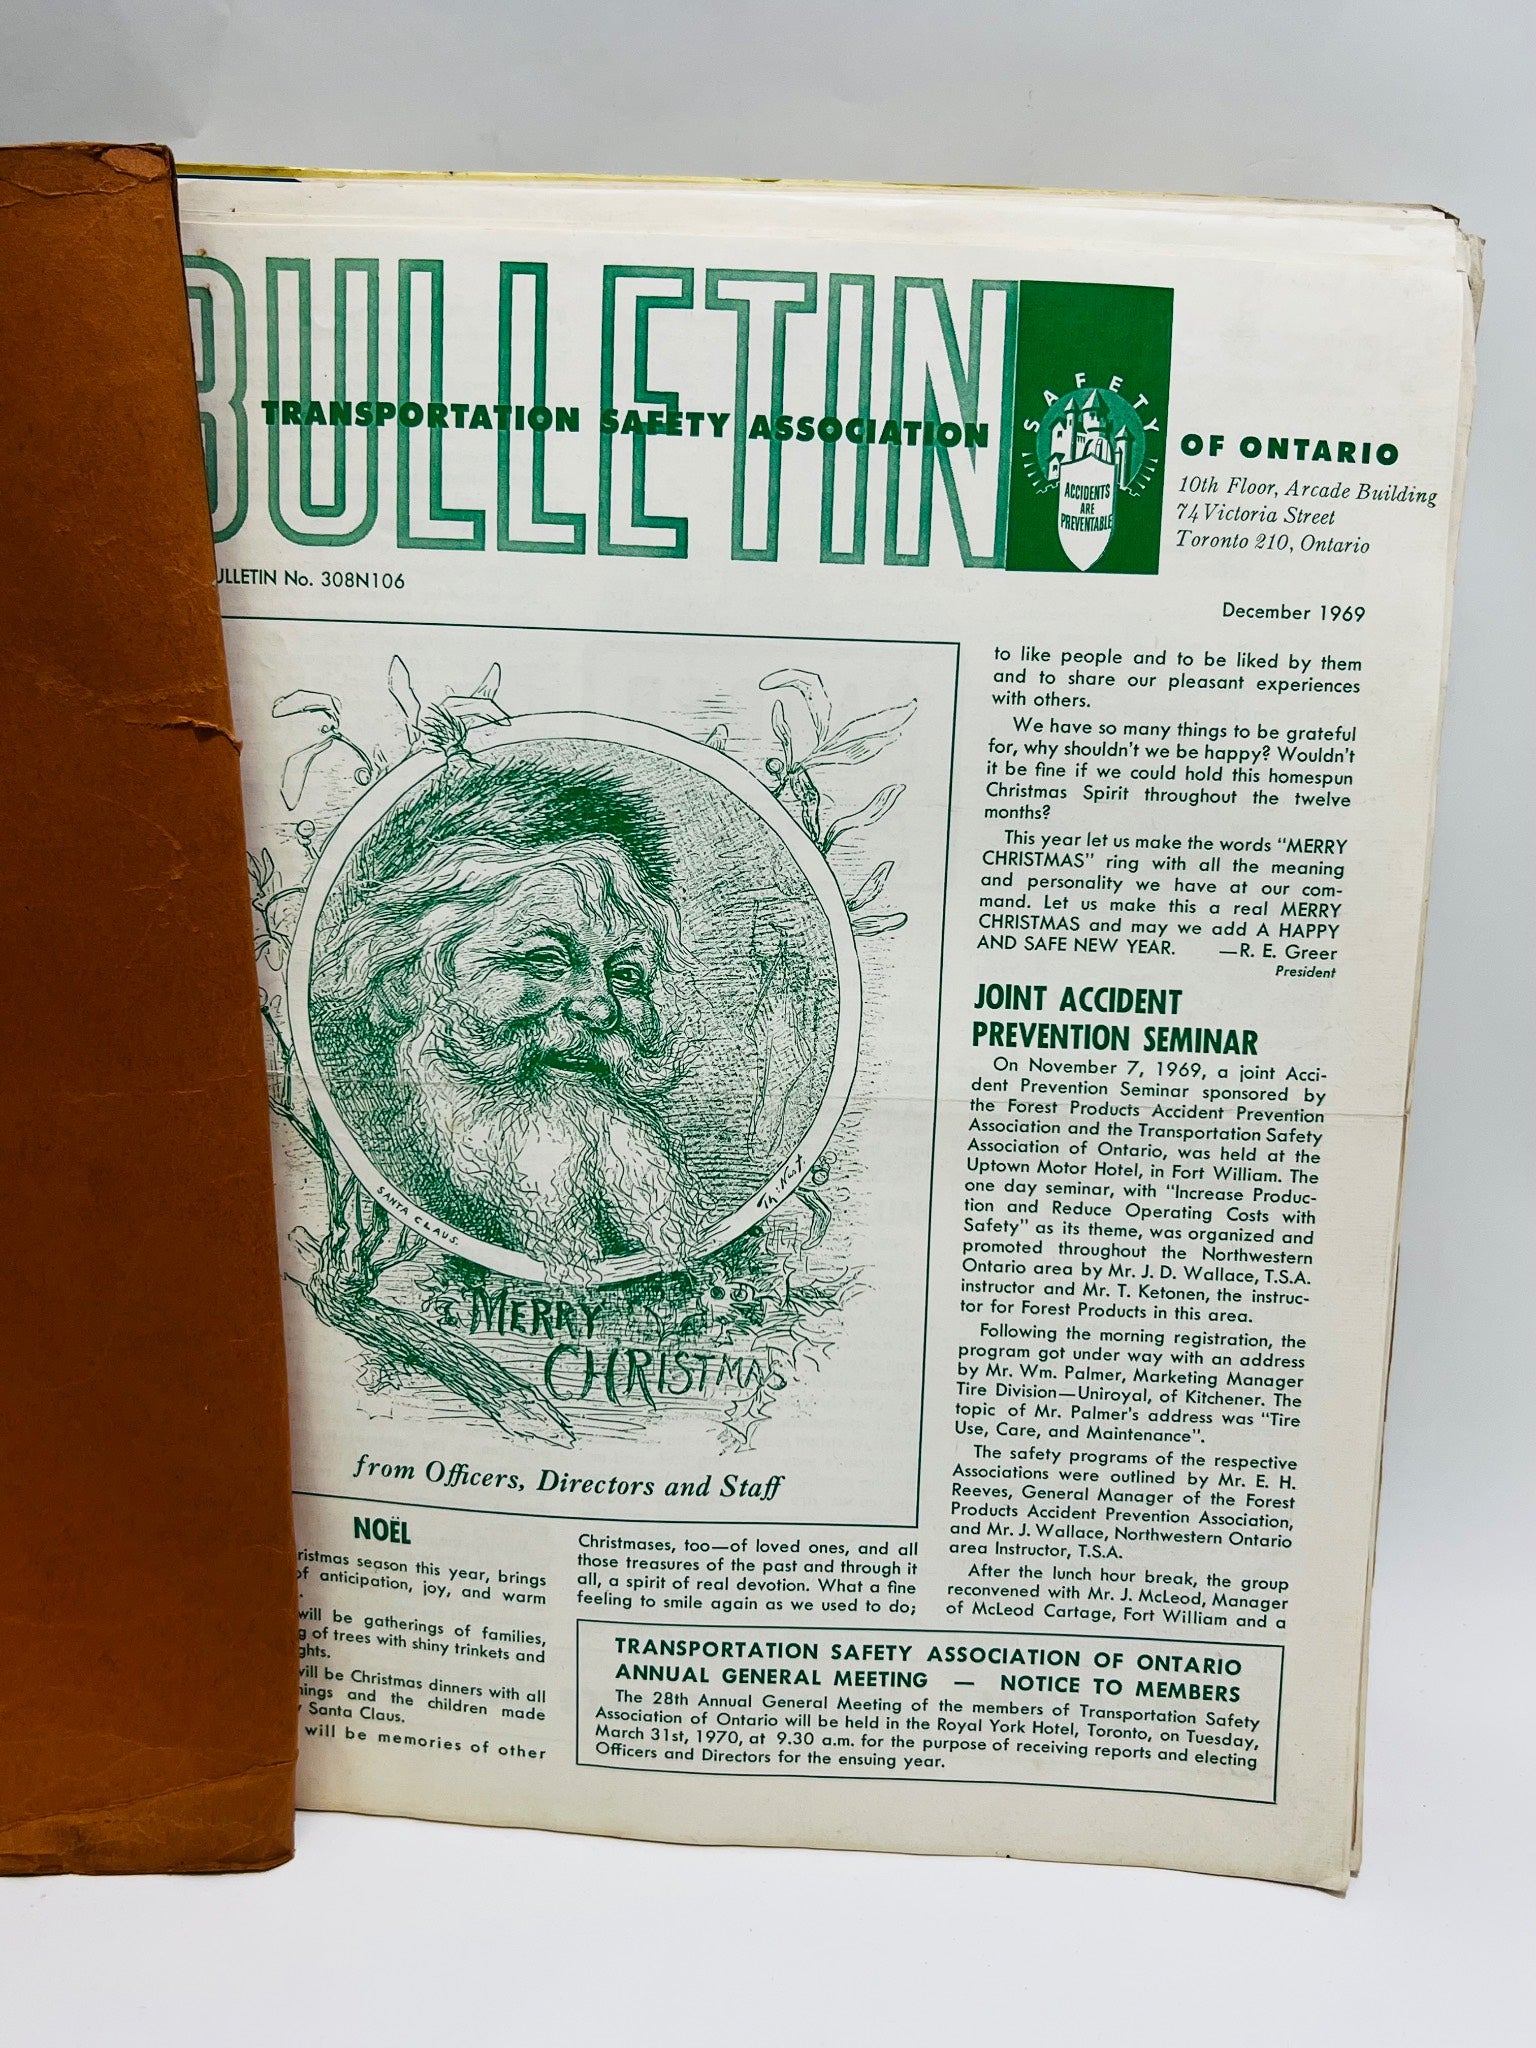 BULLETIN
TRANSPORTATION SAFETY ASSOCIATION
SAFETY
ACCIDENTS
ARE
PREVENTABLE
OF ONTARIO
10th Floor, Arcade Building
74 Victoria Street
Toronto 210, Ontario
ULLETIN No. 308N106
December 1969
SANTA CLAUS.
Th: Nast.
MERRY
CHRISTMAS
from Officers, Directors and Staff
NOËL
ristmas season this year, brings
of anticipation, joy, and warm
will be gatherings of families,
g of trees with shiny trinkets and
ghts.
will be Christmas dinners with all
nings and the children made
Santa Claus.
will be memories of other
Christmases, too—of loved ones, and all
those treasures of the past and through it
all, a spirit of real devotion. What a fine
feeling to smile again as we used to do;
to like people and to be liked by them
and to share our pleasant experiences
with others.
We have so many things to be grateful
for, why shouldn't we be happy? Wouldn't
it be fine if we could hold this homespun
Christmas Spirit throughout the twelve
months?
This year let us make the words "MERRY
CHRISTMAS" ring with all the meaning
and personality we have at our com-
mand. Let us make this a real MERRY
CHRISTMAS and may we add A HAPPY
AND SAFE NEW YEAR. —R. E. Greer
President
JOINT ACCIDENT
PREVENTION SEMINAR
On November 7, 1969, a joint Acci-
dent Prevention Seminar sponsored by
the Forest Products Accident Prevention
Association and the Transportation Safety
Association of Ontario, was held at the
Uptown Motor Hotel, in Fort William. The
one day seminar, with "Increase Produc-
tion and Reduce Operating Costs with
Safety" as its theme, was organized and
promoted throughout the Northwestern
Ontario area by Mr. J. D. Wallace, T.S.A.
instructor and Mr. T. Ketonen, the instruc-
tor for Forest Products in this area.
Following the morning registration, the
program got under way with an address
by Mr. Wm. Palmer, Marketing Manager
Tire Division—Uniroyal, of Kitchener. The
topic of Mr. Palmer's address was "Tire
Use, Care, and Maintenance".
The safety programs of the respective
Associations were outlined by Mr. E. H.
Reeves, General Manager of the Forest
Products Accident Prevention Association,
and Mr. J. Wallace, Northwestern Ontario
area Instructor, T.S.A.
After the lunch hour break, the group
reconvened with Mr. J. McLeod, Manager
of McLeod Cartage, Fort William and a
TRANSPORTATION SAFETY ASSOCIATION OF ONTARIO
ANNUAL GENERAL MEETING — NOTICE TO MEMBERS
The 28th Annual General Meeting of the members of Transportation Safety
Association of Ontario will be held in the Royal York Hotel, Toronto, on Tuesday,
March 31st, 1970, at 9.30 a.m. for the purpose of receiving reports and electing
Officers and Directors for the ensuing year.